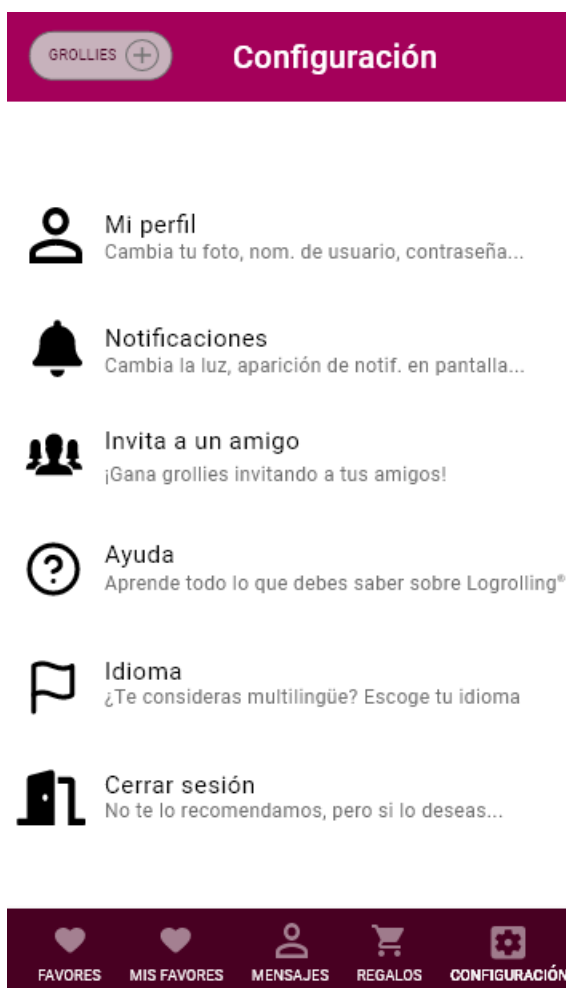 GROLLIES
Configuración
Mi perfil
Cambia tu foto, nom. de usuario, contraseña...
Notificaciones
Cambia la luz, aparición de notif. en pantalla...
Invita a un amigo
¡Gana grollies invitando a tus amigos!
Ayuda
Aprende todo lo que debes saber sobre Logrolling®
Idioma
¿Te consideras multilingüe? Escoge tu idioma
Cerrar sesión
No te lo recomendamos, pero si lo deseas...
FAVORES MIS FAVORES MENSAJES REGALOS CONFIGURACIÓN